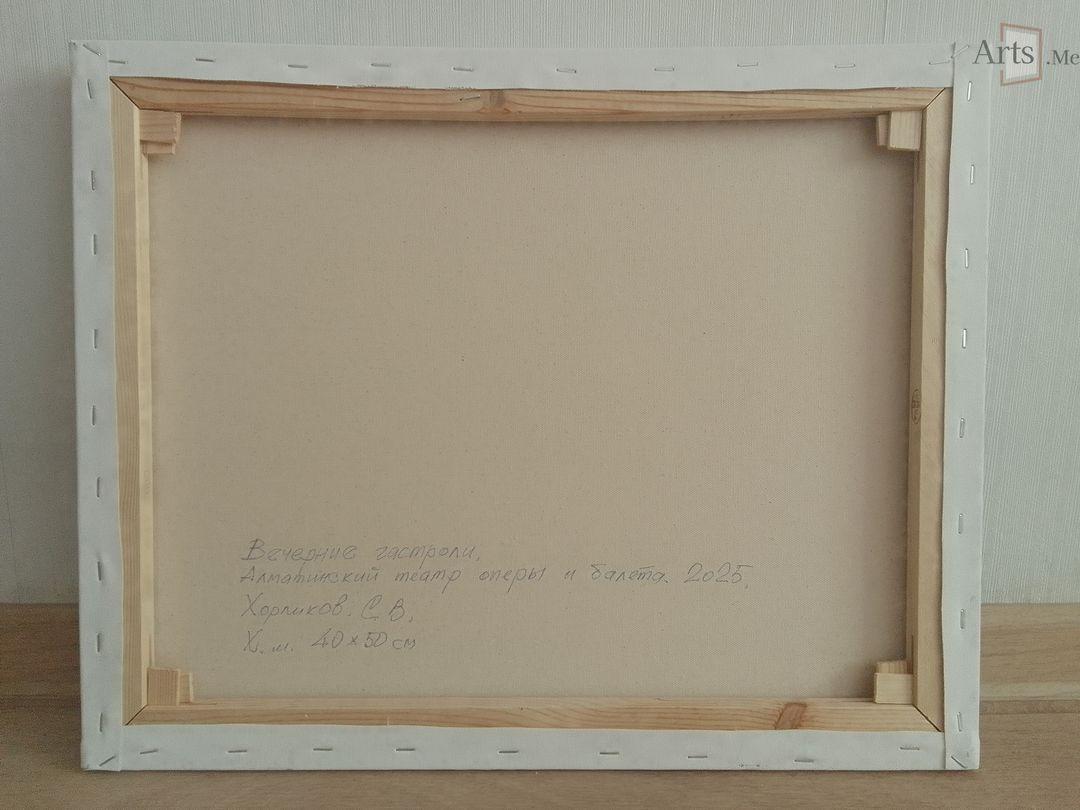 Arts.Me
Вечерние гастроли.
Алматинский театр оперы и балета. 2025.
Хорликов. С В.
Х. м. 40×50 см